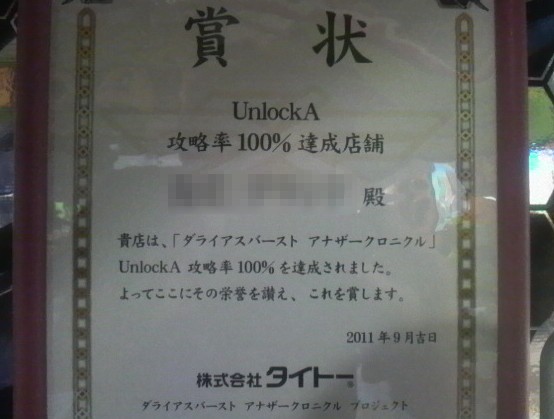 賞 状
UnlockA
攻略率100% 達成店舗
殿
貴店は、「ダライアスバースト アナザークロニクル」
UnlockA 攻略率100%を達成されました。
よってここにその栄誉を讃え、これを賞します。
2011年9月吉日
株式会社タイトー®
ダライアスバースト アナザークロニクル プロジェクト